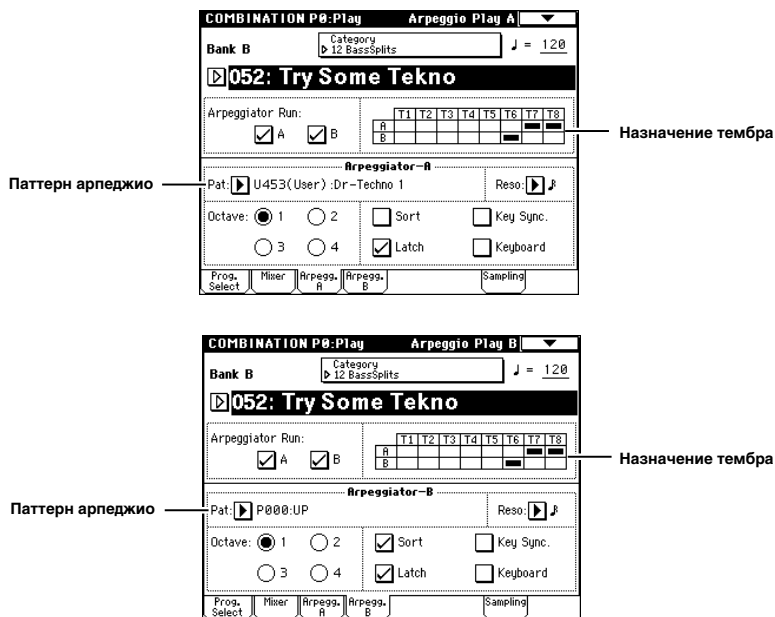 COMBINATION P0:Play Arpeggio Play A
Bank B
Category
12 BassSplits
♩ = 120
052: Try Some Tekno
Arpeggiator Run:
A B
T1 T2 T3 T4 T5 T6 T7 T8
A
B
Назначение тембра
Arpeggiator-A
Паттерн арпеджио
Pat: U453(User) :Dr-Techno 1
Reso:
Octave: 1 2 Sort Key Sync.
3 4 Latch Keyboard
Prog. Select Mixer Arpegg. A Arpegg. B Sampling
COMBINATION P0:Play Arpeggio Play B
Bank B
Category
12 BassSplits
♩ = 120
052: Try Some Tekno
Arpeggiator Run:
A B
T1 T2 T3 T4 T5 T6 T7 T8
A
B
Назначение тембра
Arpeggiator-B
Паттерн арпеджио
Pat: P000:UP
Reso:
Octave: 1 2 Sort Key Sync.
3 4 Latch Keyboard
Prog. Select Mixer Arpegg. A Arpegg. B Sampling